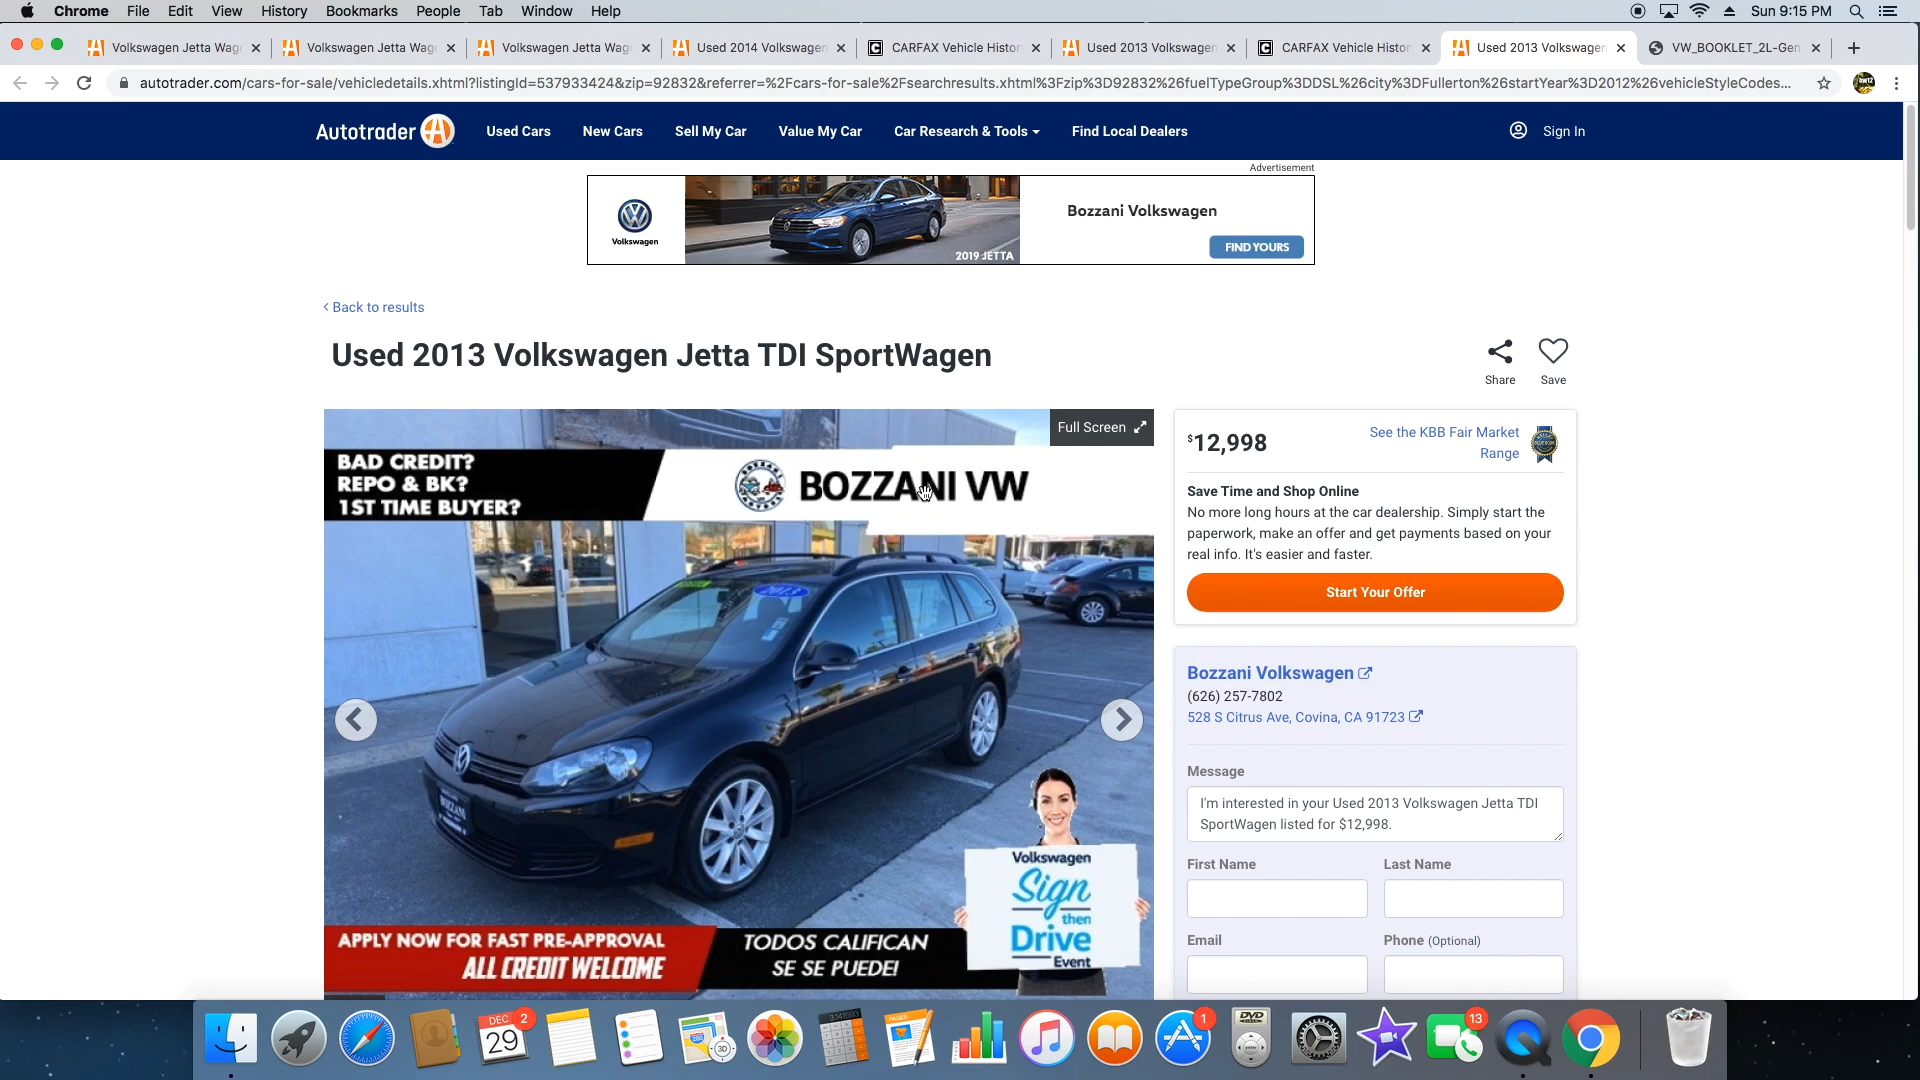 Chrome File Edit View History Bookmarks People Tab Window Help Sun 9:15 PM
Volkswagen Jetta Wag Volkswagen Jetta Wag Volkswagen Jetta Wag Used 2014 Volkswagen CARFAX Vehicle Histor Used 2013 Volkswagen CARFAX Vehicle Histor Used 2013 Volkswagen VW_BOOKLET_2L-Gen
autotrader.com/cars-for-sale/vehicledetails.xhtml?listingId=537933424&zip=92832&referrer=%2Fcars-for-sale%2Fsearchresults.xhtml%3Fzip%3D92832%26fuelTypeGroup%3DDSL%26city%3DFullerton%26startYear%3D2012%26vehicleStyleCodes...
Autotrader Used Cars New Cars Sell My Car Value My Car Car Research & Tools Find Local Dealers Sign In
Advertisement
Volkswagen
2019 JETTA
Bozzani Volkswagen
FIND YOURS
< Back to results
Used 2013 Volkswagen Jetta TDI SportWagen
Share Save
Full Screen
BAD CREDIT?
REPO & BK?
1ST TIME BUYER?
BOZZANI VW
2013
BOZZANI
Volkswagen
Sign
then
Drive
Event
APPLY NOW FOR FAST PRE-APPROVAL
ALL CREDIT WELCOME
TODOS CALIFICAN
SE SE PUEDE!
$12,998
See the KBB Fair Market
Range
Save Time and Shop Online
No more long hours at the car dealership. Simply start the
paperwork, make an offer and get payments based on your
real info. It's easier and faster.
Start Your Offer
Bozzani Volkswagen
(626) 257-7802
528 S Citrus Ave, Covina, CA 91723
Message
I'm interested in your Used 2013 Volkswagen Jetta TDI
SportWagen listed for $12,998.
First Name Last Name
Email Phone (Optional)
DEC 2
29
3D
3.141593
PAGES
1
DVD
13